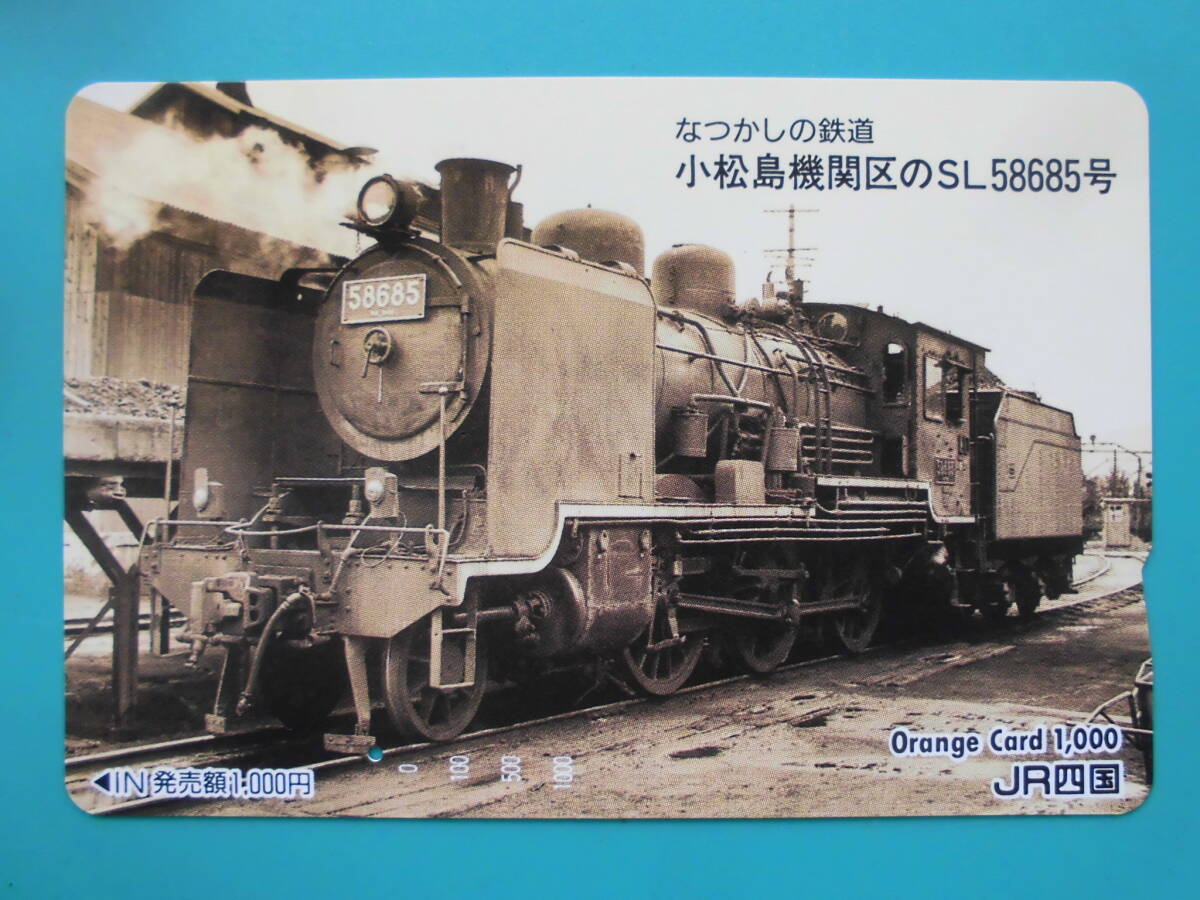 なつかしの鉄道
小松島機関区のSL58685号
58685
Orange Card 1,000
JR四国
◀IN 発売額1,000円
0 100 500 1000